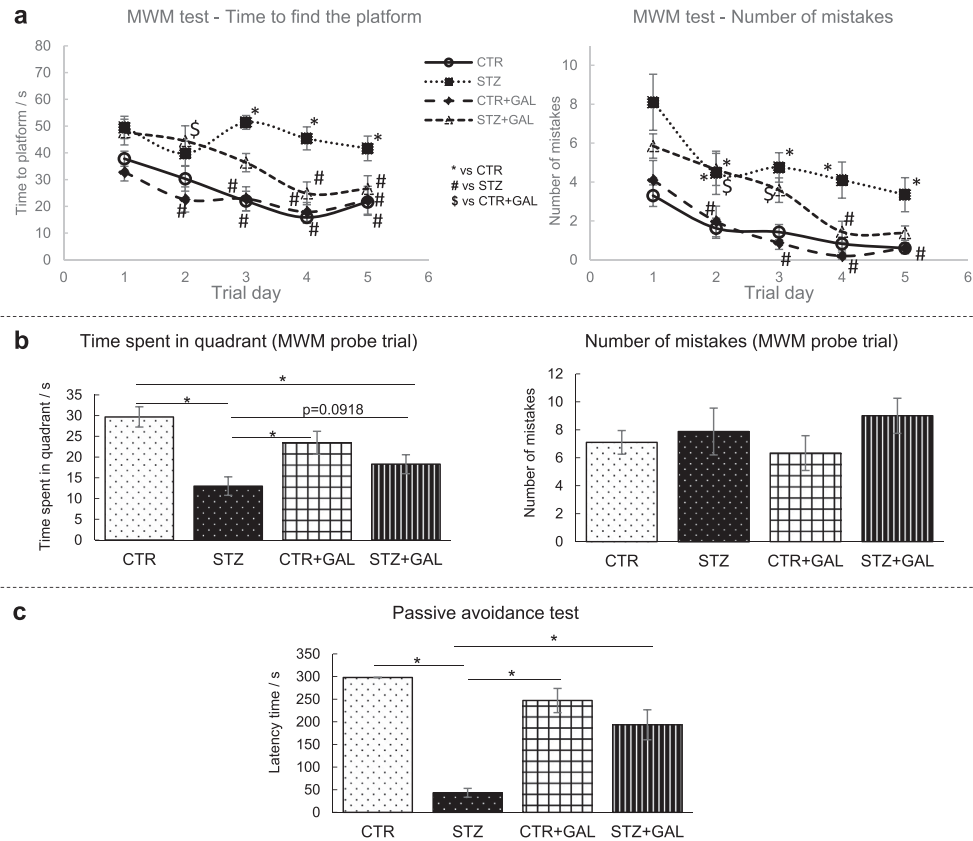 a
MWM test - Time to find the platform
MWM test - Number of mistakes
80
70
60
50
40
30
20
10
0
Time to platform / s
* * *
$
# # # # # # # # #
1 2 3 4 5 6
Trial day
CTR
STZ
CTR+GAL
STZ+GAL
* vs CTR
# vs STZ
$ vs CTR+GAL
10
8
6
4
2
0
Number of mistakes
* * * * *
$ $
# # # # #
1 2 3 4 5 6
Trial day
b
Time spent in quadrant (MWM probe trial)
Number of mistakes (MWM probe trial)
*
*
p=0.0918
*
35
30
25
20
15
10
5
0
Time spent in quadrant / s
CTR STZ CTR+GAL STZ+GAL
12
10
8
6
4
2
0
Number of mistakes
CTR STZ CTR+GAL STZ+GAL
c
Passive avoidance test
*
*
*
350
300
250
200
150
100
50
0
Latency time / s
CTR STZ CTR+GAL STZ+GAL